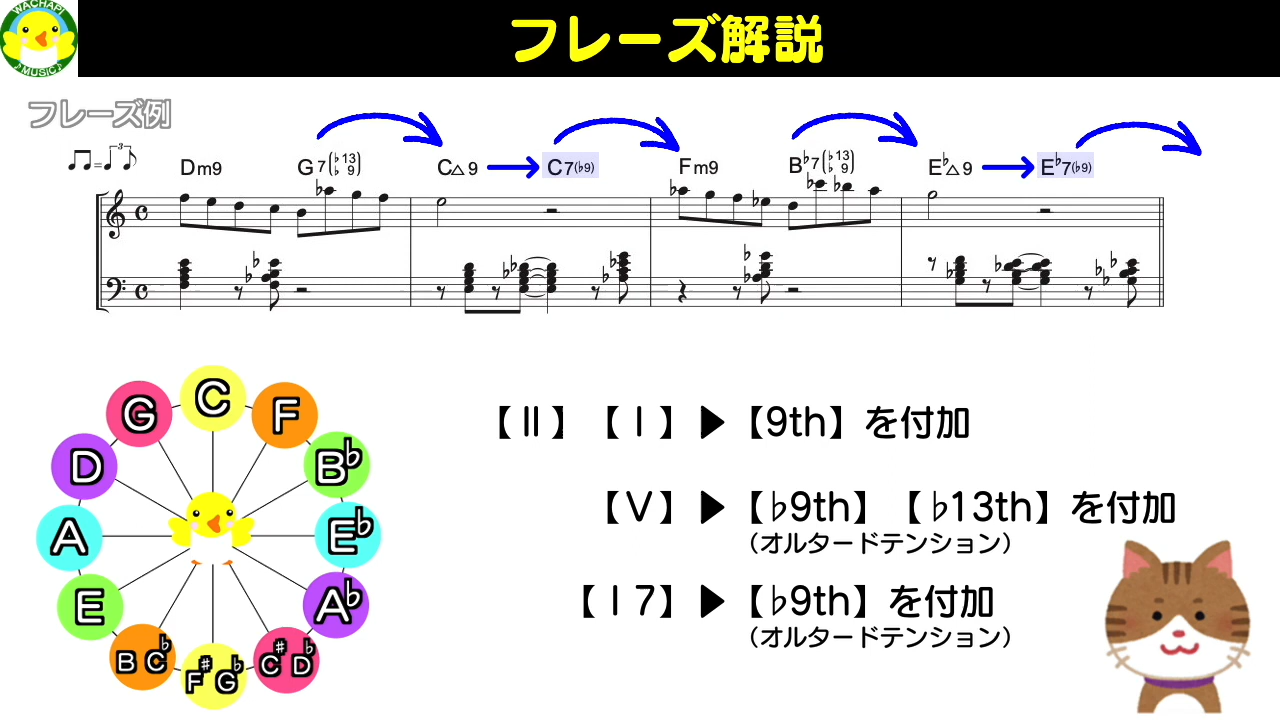 WACHAPI
♪MUSIC♪
フレーズ解説
フレーズ例
3
Dm9 G7(♭13 ♭9) C△9 C7(♭9) Fm9 B♭7(♭13 ♭9) E♭△9 E♭7(♭9)
C
F
B♭
E♭
A♭
C# D♭
F# G♭
B C♭
E
A
D
G
【Ⅱ】【Ⅰ】▶【9th】を付加
【Ⅴ】▶【♭9th】【♭13th】を付加
（オルタードテンション）
【Ⅰ7】▶【♭9th】を付加
（オルタードテンション）